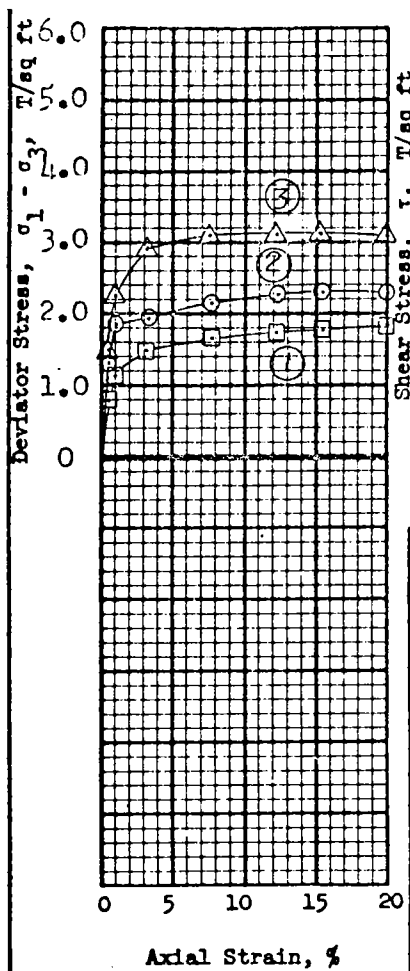 Deviator Stress, σ₁ - σ₃, T/sq ft
6.0
5.0
4.0
3.0
2.0
1.0
0
③
②
①
Shear Stress, τ, T/sq ft
0 5 10 15 20
Axial Strain, %